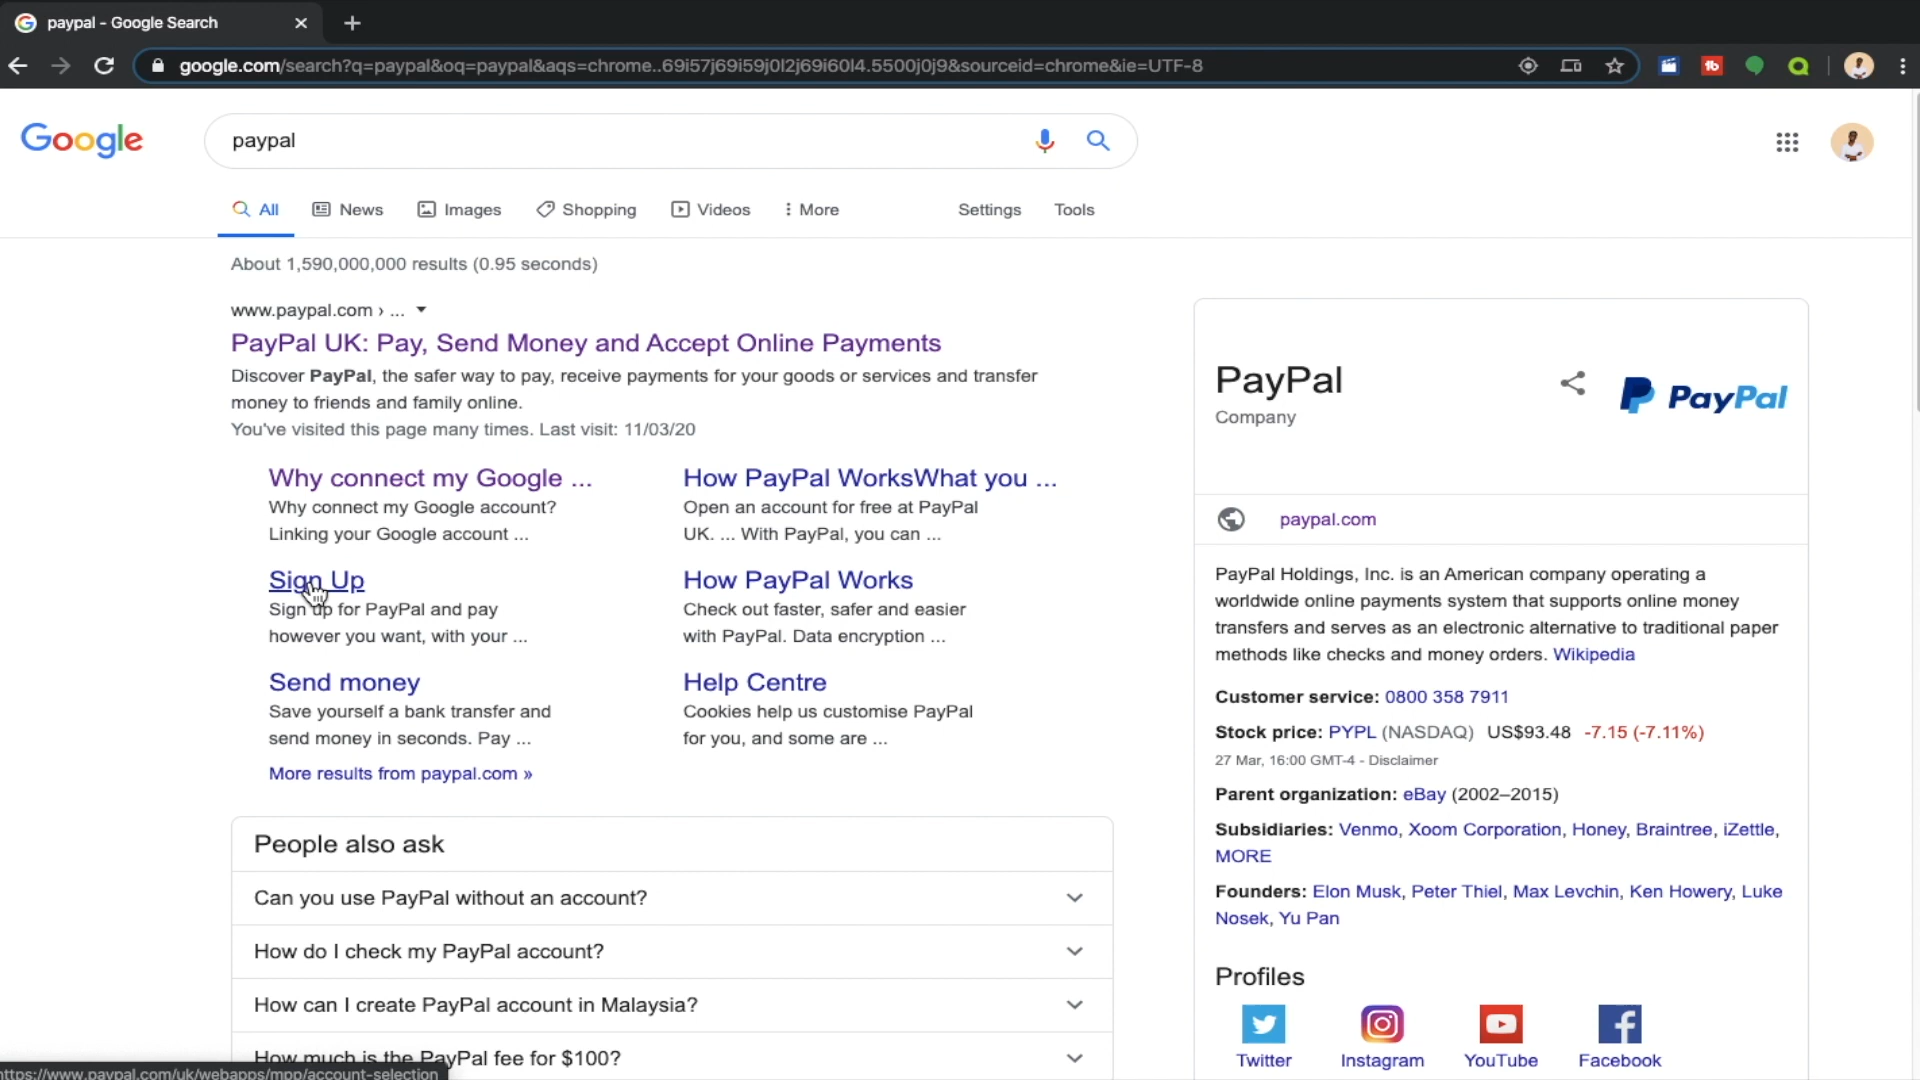 paypal - Google Search
google.com/search?q=paypal&oq=paypal&aqs=chrome..69i57j69i59j0l2j69i60l4.5500j0j9&sourceid=chrome&ie=UTF-8
Google
paypal
All
News
Images
Shopping
Videos
More
Settings
Tools
About 1,590,000,000 results (0.95 seconds)
www.paypal.com › ...
PayPal UK: Pay, Send Money and Accept Online Payments
Discover PayPal, the safer way to pay, receive payments for your goods or services and transfer
money to friends and family online.
You've visited this page many times. Last visit: 11/03/20
Why connect my Google ...
Why connect my Google account?
Linking your Google account ...
How PayPal WorksWhat you ...
Open an account for free at PayPal
UK. ... With PayPal, you can ...
Sign Up
Sign up for PayPal and pay
however you want, with your ...
How PayPal Works
Check out faster, safer and easier
with PayPal. Data encryption ...
Send money
Save yourself a bank transfer and
send money in seconds. Pay ...
Help Centre
Cookies help us customise PayPal
for you, and some are ...
More results from paypal.com »
People also ask
Can you use PayPal without an account?
How do I check my PayPal account?
How can I create PayPal account in Malaysia?
How much is the PayPal fee for $100?
https://www.paypal.com/uk/webapps/mpp/account-selection
PayPal
Company
PayPal
paypal.com
PayPal Holdings, Inc. is an American company operating a
worldwide online payments system that supports online money
transfers and serves as an electronic alternative to traditional paper
methods like checks and money orders. Wikipedia
Customer service: 0800 358 7911
Stock price: PYPL (NASDAQ) US$93.48 -7.15 (-7.11%)
27 Mar, 16:00 GMT-4 - Disclaimer
Parent organization: eBay (2002–2015)
Subsidiaries: Venmo, Xoom Corporation, Honey, Braintree, iZettle,
MORE
Founders: Elon Musk, Peter Thiel, Max Levchin, Ken Howery, Luke
Nosek, Yu Pan
Profiles
Twitter
Instagram
YouTube
Facebook